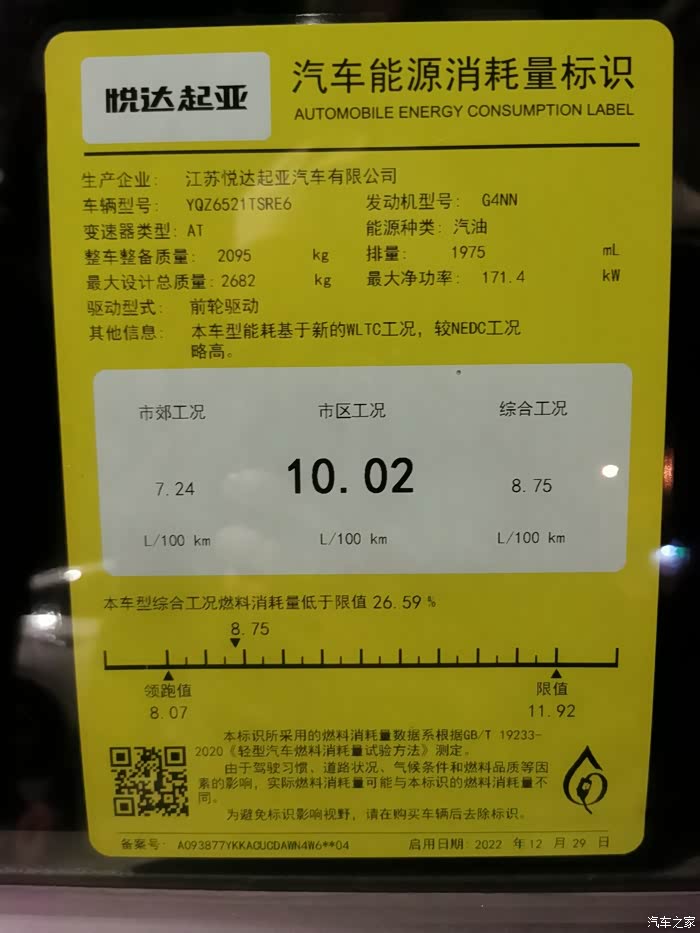 悦达起亚
汽车能源消耗量标识
AUTOMOBILE ENERGY CONSUMPTION LABEL
生产企业: 江苏悦达起亚汽车有限公司
车辆型号: YQZ6521TSRE6 发动机型号: G4NN
变速器类型: AT 能源种类: 汽油
整车整备质量: 2095 kg 排量: 1975 mL
最大设计总质量: 2682 kg 最大净功率: 171.4 kW
驱动型式: 前轮驱动
其他信息: 本车型能耗基于新的WLTC工况,较NEDC工况
略高。
市郊工况 市区工况 综合工况
7.24 10.02 8.75
L/100 km L/100 km L/100 km
本车型综合工况燃料消耗量低于限值 26.59 %
8.75
领跑值 限值
8.07 11.92
本标识所采用的燃料消耗量数据系根据GB/T 19233-
2020《轻型汽车燃料消耗量试验方法》测定。
由于驾驶习惯、道路状况、气候条件和燃料品质等因
素的影响,实际燃料消耗量可能与本标识的燃料消耗量不
同。
为避免标识影响视野,请在购买车辆后去除标识。
备案号: A093877YKKACUCDAWN4W6**04 启用日期: 2022 年 12 月 29 日
汽车之家